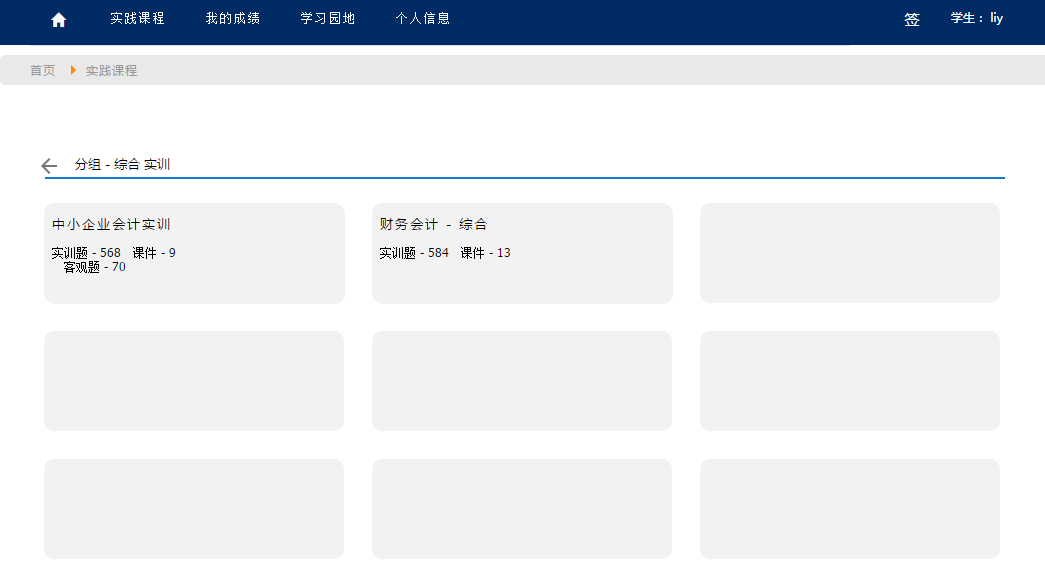 实践课程 我的成绩 学习园地 个人信息 签 学生： liy
首页 实践课程
分组 - 综合 实训
中小企业会计实训
实训题 - 568 课件 - 9
客观题 - 70
财务会计 - 综合
实训题 - 584 课件 - 13